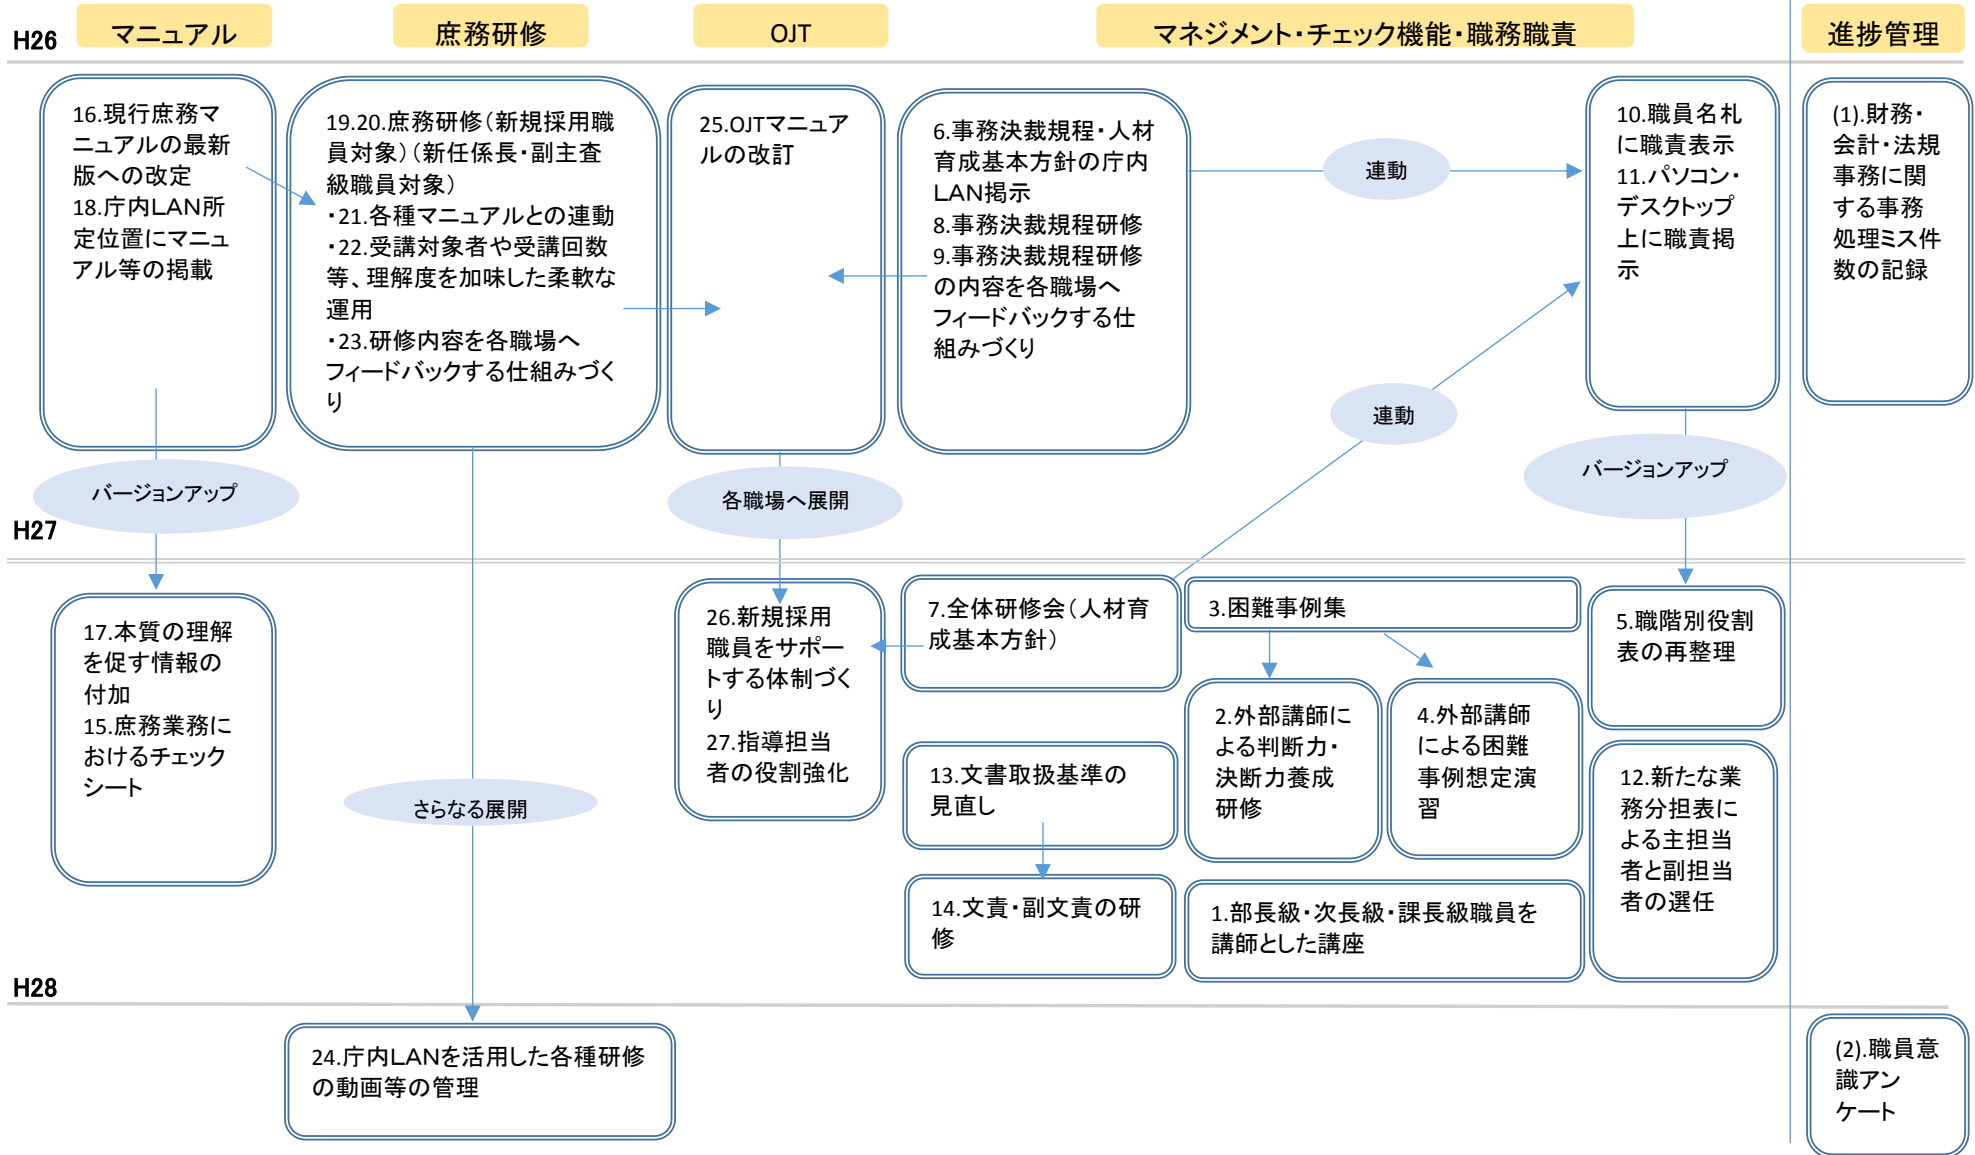 H26
マニュアル
庶務研修
OJT
マネジメント・チェック機能・職務職責
進捗管理
16.現行庶務マ
ニュアルの最新
版への改定
18.庁内LAN所
定位置にマニュ
アル等の掲載
19.20.庶務研修（新規採用職
員対象）（新任係長・副主査
級職員対象）
・21.各種マニュアルとの連動
・22.受講対象者や受講回数
等、理解度を加味した柔軟な
運用
・23.研修内容を各職場へ
フィードバックする仕組みづく
り
25.OJTマニュア
ルの改訂
6.事務決裁規程・人材
育成基本方針の庁内
LAN掲示
8.事務決裁規程研修
9.事務決裁規程研修
の内容を各職場へ
フィードバックする仕
組みづくり
連動
連動
10.職員名札
に職責表示
11.パソコン・
デスクトップ
上に職責掲
示
(1).財務・
会計・法規
事務に関
する事務
処理ミス件
数の記録
バージョンアップ
各職場へ展開
バージョンアップ
H27
17.本質の理解
を促す情報の
付加
15.庶務業務に
おけるチェック
シート
さらなる展開
26.新規採用
職員をサポー
トする体制づく
り
27.指導担当
者の役割強化
7.全体研修会（人材育
成基本方針）
13.文書取扱基準の
見直し
14.文責・副文責の研
修
3.困難事例集
2.外部講師に
よる判断力・
決断力養成
研修
4.外部講師
による困難
事例想定演
習
1.部長級・次長級・課長級職員を
講師とした講座
5.職階別役割
表の再整理
12.新たな業
務分担表に
よる主担当
者と副担当
者の選任
H28
24.庁内LANを活用した各種研修
の動画等の管理
(2).職員意
識アン
ケート